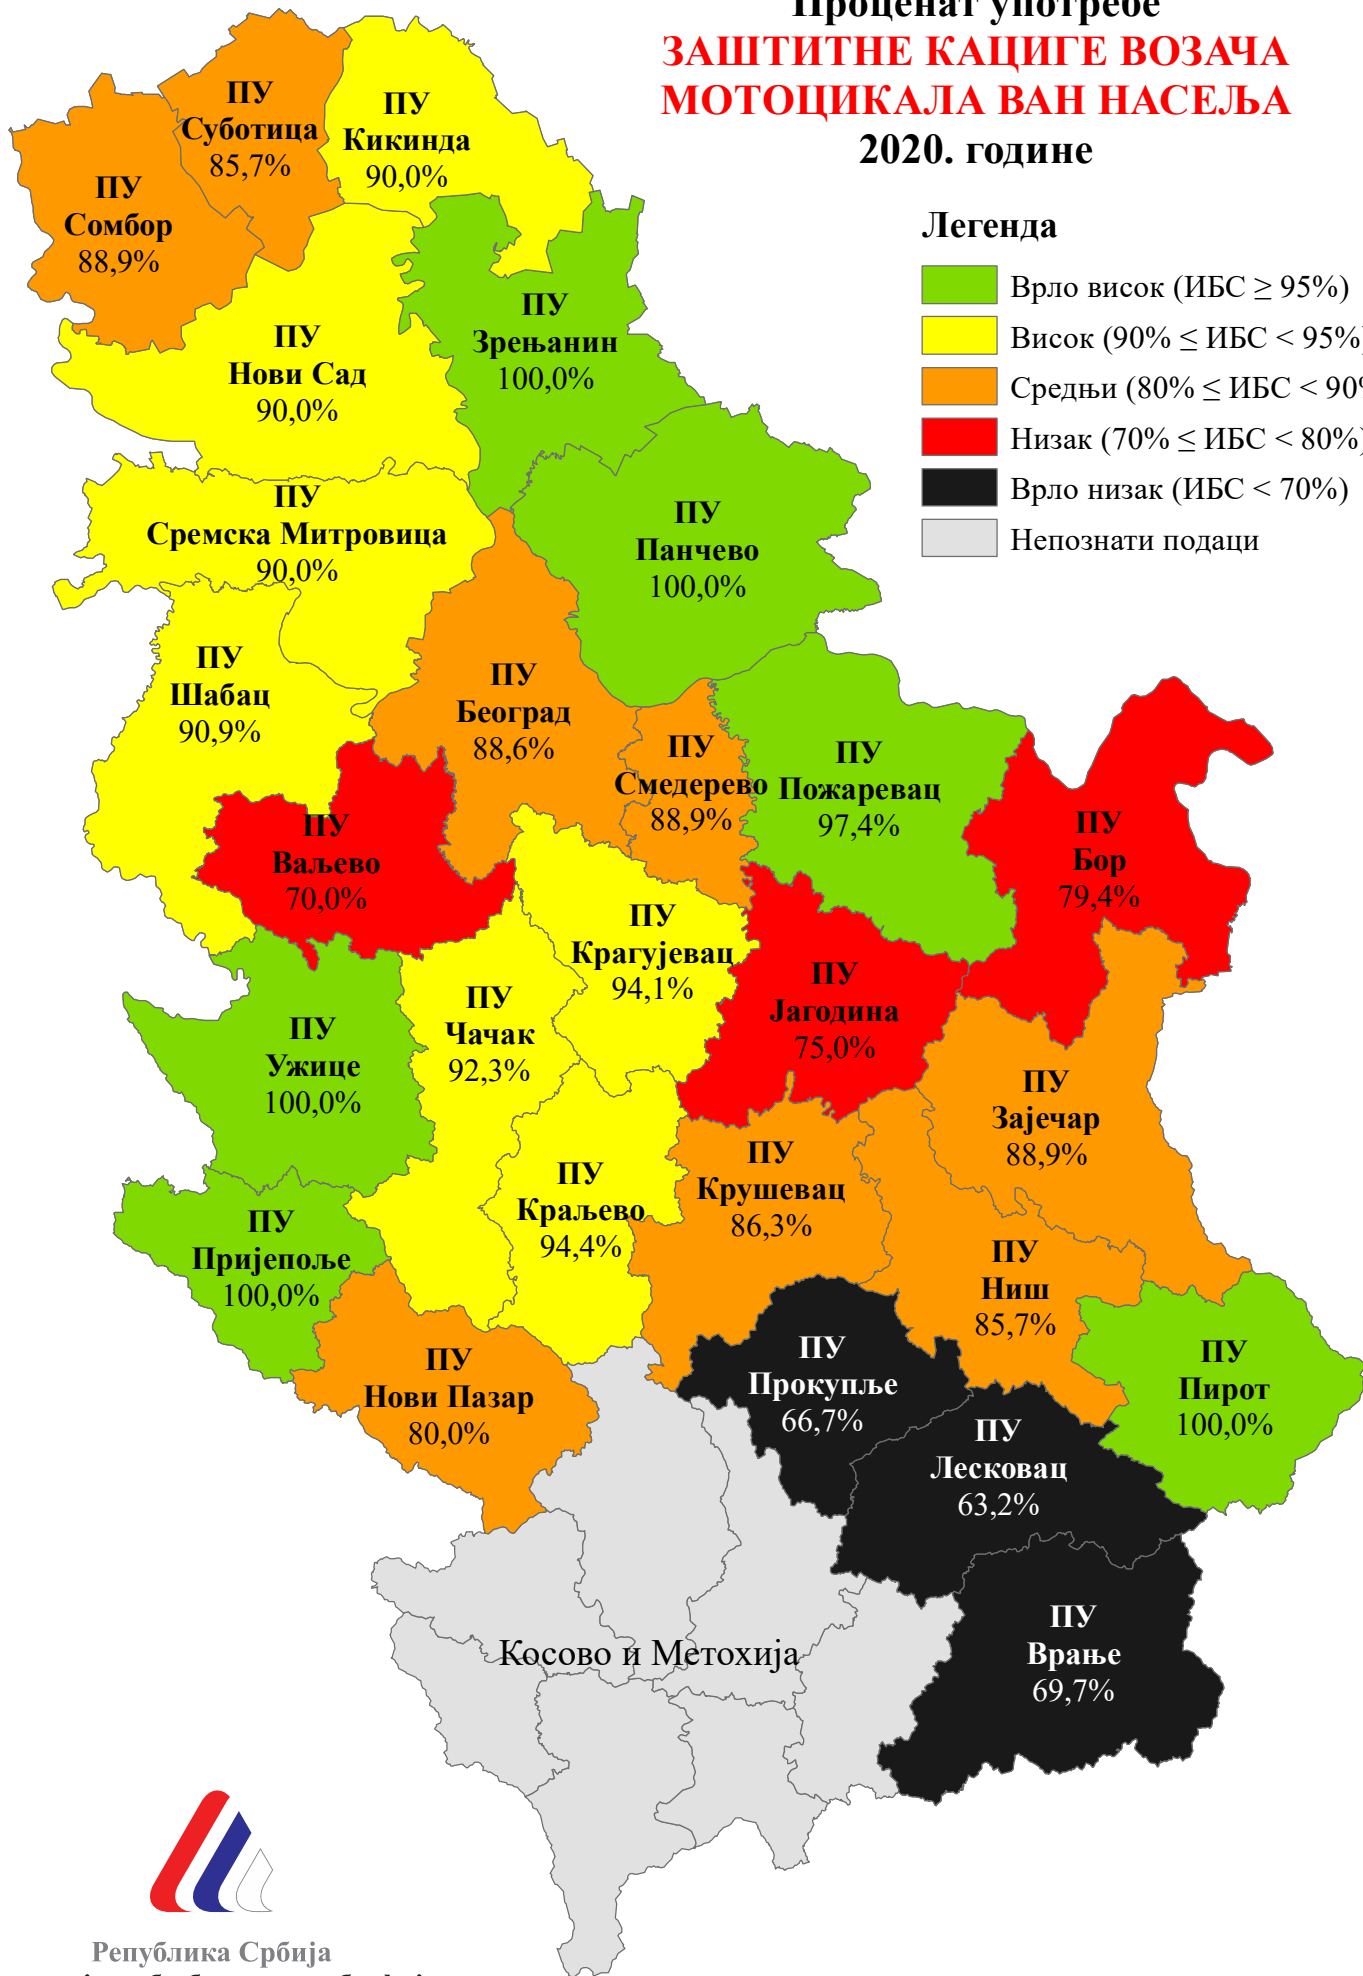 Проценат употребе
ЗАШТИТНЕ КАЦИГЕ ВОЗАЧА
МОТОЦИКАЛА ВАН НАСЕЉА
2020. године
Легенда
Врло висок (ИБС ≥ 95%)
Висок (90% ≤ ИБС < 95%)
Средњи (80% ≤ ИБС < 90%
Низак (70% ≤ ИБС < 80%)
Врло низак (ИБС < 70%)
Непознати подаци
ПУ
Суботица
85,7%
ПУ
Кикинда
90,0%
ПУ
Сомбор
88,9%
ПУ
Зрењанин
100,0%
ПУ
Нови Сад
90,0%
ПУ
Сремска Митровица
90,0%
ПУ
Панчево
100,0%
ПУ
Шабац
90,9%
ПУ
Београд
88,6%
ПУ
Смедерево
88,9%
ПУ
Пожаревац
97,4%
ПУ
Бор
79,4%
ПУ
Ваљево
70,0%
ПУ
Крагујевац
94,1%
ПУ
Јагодина
75,0%
ПУ
Чачак
92,3%
ПУ
Ужице
100,0%
ПУ
Зајечар
88,9%
ПУ
Крушевац
86,3%
ПУ
Краљево
94,4%
ПУ
Пријепоље
100,0%
ПУ
Ниш
85,7%
ПУ
Нови Пазар
80,0%
ПУ
Прокупље
66,7%
ПУ
Пирот
100,0%
ПУ
Лесковац
63,2%
ПУ
Врање
69,7%
Косово и Метохија
Република Србија